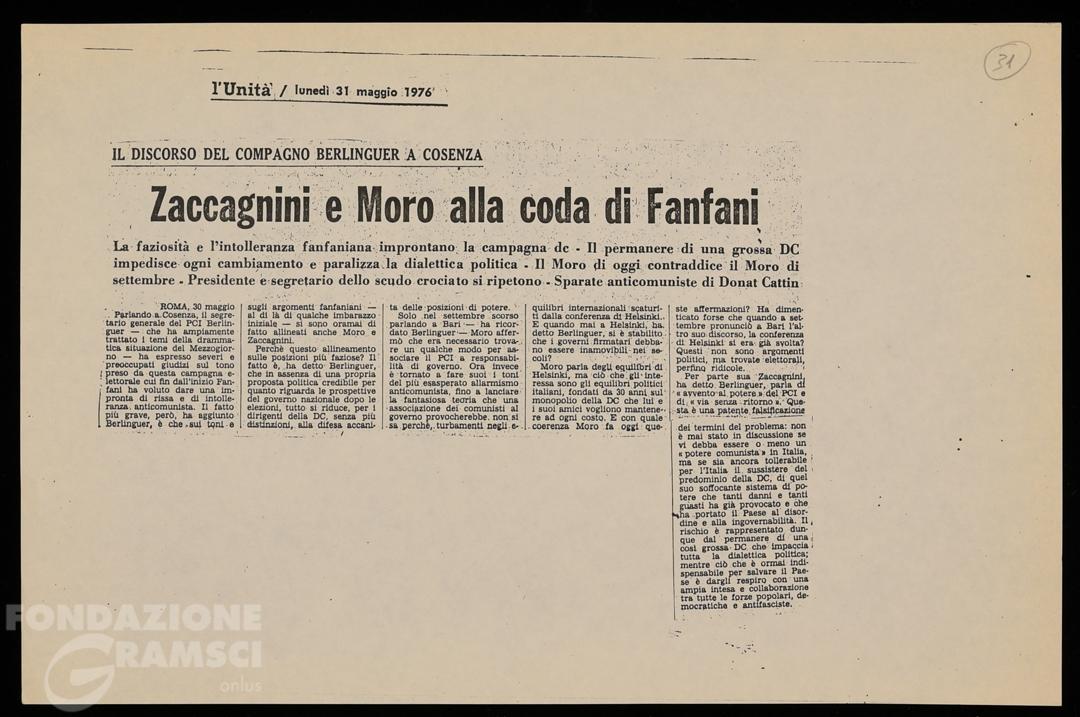 31
l'Unità / lunedì 31 maggio 1976
IL DISCORSO DEL COMPAGNO BERLINGUER A COSENZA
Zaccagnini e Moro alla coda di Fanfani
La faziosità e l'intolleranza fanfaniana improntano la campagna dc - Il permanere di una grossa DC
impedisce ogni cambiamento e paralizza la dialettica politica - Il Moro di oggi contraddice il Moro di
settembre - Presidente e segretario dello scudo crociato si ripetono - Sparate anticomuniste di Donat Cattin
ROMA, 30 maggio
Parlando a Cosenza, il segre-
tario generale del PCI Berlin-
guer — che ha ampiamente
trattato i temi della dramma-
tica situazione del Mezzogior-
no — ha espresso severi e
preoccupati giudizi sul tono
preso da questa campagna e-
lettorale cui fin dall'inizio Fan-
fani ha voluto dare una im-
pronta di rissa e di intolle-
ranza anticomunista. Il fatto
più grave, però, ha aggiunto
Berlinguer, è che sui toni e
sugli argomenti fanfaniani —
al di là di qualche imbarazzo
iniziale — si sono oramai di
fatto allineati anche Moro e
Zaccagnini.
Perchè questo allineamento
sulle posizioni più faziose? Il
fatto è, ha detto Berlinguer,
che in assenza di una propria
proposta politica credibile per
quanto riguarda le prospettive
del governo nazionale dopo le
elezioni, tutto si riduce, per i
dirigenti della DC, senza più
distinzioni, alla difesa accani-
ta delle posizioni di potere.
Solo nel settembre scorso
parlando a Bari — ha ricor-
dato Berlinguer — Moro affer-
mò che era necessario trova-
re un qualche modo per as-
sociare il PCI a responsabi-
lità di governo. Ora invece
è tornato a fare suoi i toni
del più esasperato allarmismo
anticomunista, fino a lanciare
la fantasiosa teoria che una
associazione dei comunisti al
governo provocherebbe, non si
sa perchè, turbamenti negli e-
quilibri internazionali scaturi-
ti dalla conferenza di Helsinki.
E quando mai a Helsinki, ha
detto Berlinguer, si è stabilito
che i governi firmatari debba-
no essere inamovibili nei se-
coli?
Moro parla degli equilibri di
Helsinki, ma ciò che gli inte-
ressa sono gli equilibri politici
italiani, fondati da 30 anni sul
monopolio della DC che lui e
i suoi amici vogliono mantene-
re ad ogni costo. E con quale
coerenza Moro fa oggi que-
ste affermazioni? Ha dimen-
ticato forse che quando a set-
tembre pronunciò a Bari l'al-
tro suo discorso, la conferenza
di Helsinki si era già svolta?
Questi non sono argomenti
politici, ma trovate elettorali,
perfino ridicole.
Per parte sua Zaccagnini,
ha detto Berlinguer, parla di
« avvento al potere » del PCI e
di « via senza ritorno ». Que-
sta è una patente falsificazione
dei termini del problema: non
è mai stato in discussione se
vi debba essere o meno un
« potere comunista » in Italia,
ma se sia ancora tollerabile
per l'Italia il sussistere del
predominio della DC, di quel
suo soffocante sistema di po-
tere che tanti danni e tanti
guasti ha già provocato e che
ha portato il Paese al disor-
dine e alla ingovernabilità. Il
rischio è rappresentato dun-
que dal permanere di una
così grossa DC che impaccia
tutta la dialettica politica;
mentre ciò che è ormai indi-
spensabile per salvare il Pae-
se è dargli respiro con una
ampia intesa e collaborazione
tra tutte le forze popolari, de-
mocratiche e antifasciste.
FONDAZIONE
GRAMSCI
onlus